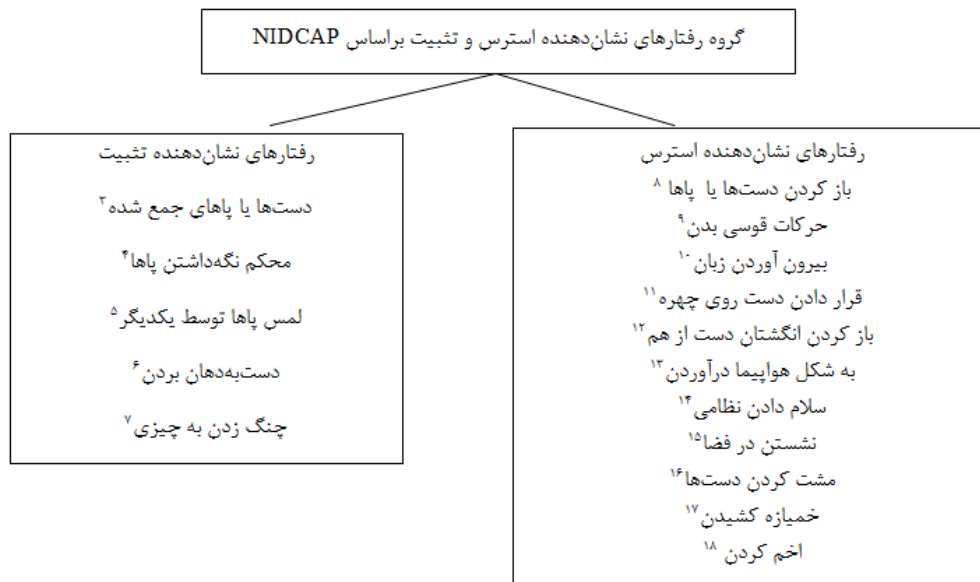 گروه رفتارهای نشان‌دهنده استرس و تثبیت براساس NIDCAP
رفتارهای نشان‌دهنده استرس
باز کردن دست‌ها یا پاها ۸
حرکات قوسی بدن۹
بیرون آوردن زبان۱۰
قرار دادن دست روی چهره۱۱
باز کردن انگشتان دست از هم۱۲
به شکل هواپیما درآوردن۱۳
سلام دادن نظامی۱۴
نشستن در فضا۱۵
مشت کردن دست‌ها۱۶
خمیازه کشیدن۱۷
اخم کردن ۱۸
رفتارهای نشان‌دهنده تثبیت
دست‌ها یا پاهای جمع شده۳
محکم نگه‌داشتن پاها۴
لمس پاها توسط یکدیگر۵
دست‌به‌دهان بردن۶
چنگ زدن به چیزی۷